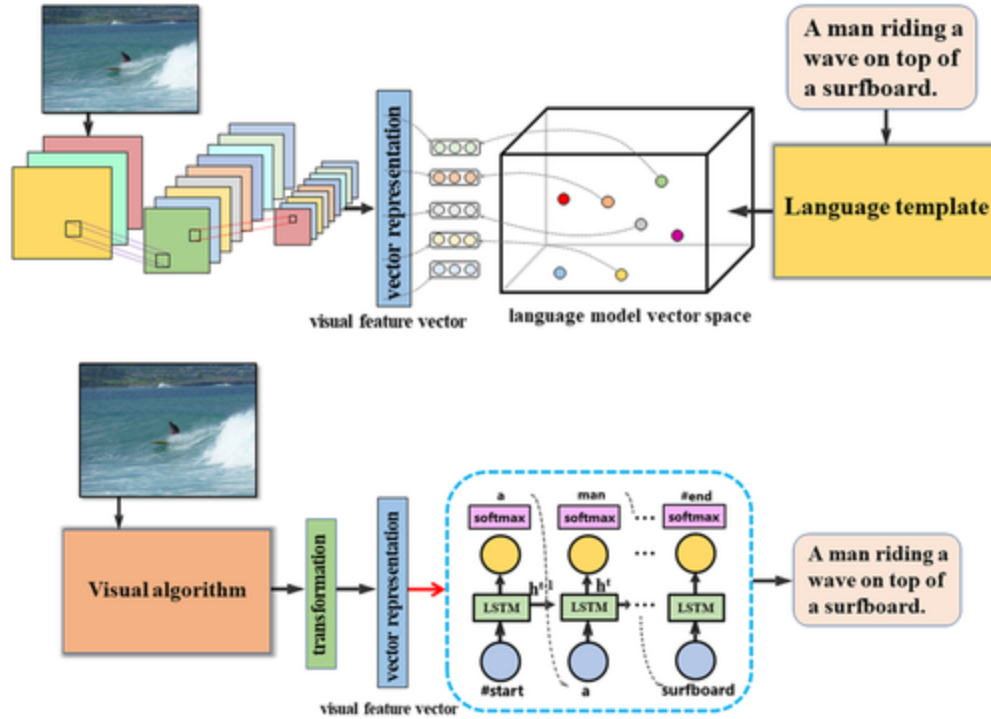 A man riding a
wave on top of
a surfboard.
vector representation
Language template
visual feature vector
language model vector space
a
man
#end
softmax
softmax
softmax
Visual algorithm
transformation
vector representation
h^{t-1}
h^t
LSTM
LSTM
LSTM
A man riding a
wave on top of
a surfboard.
#start
a
surfboard
visual feature vector